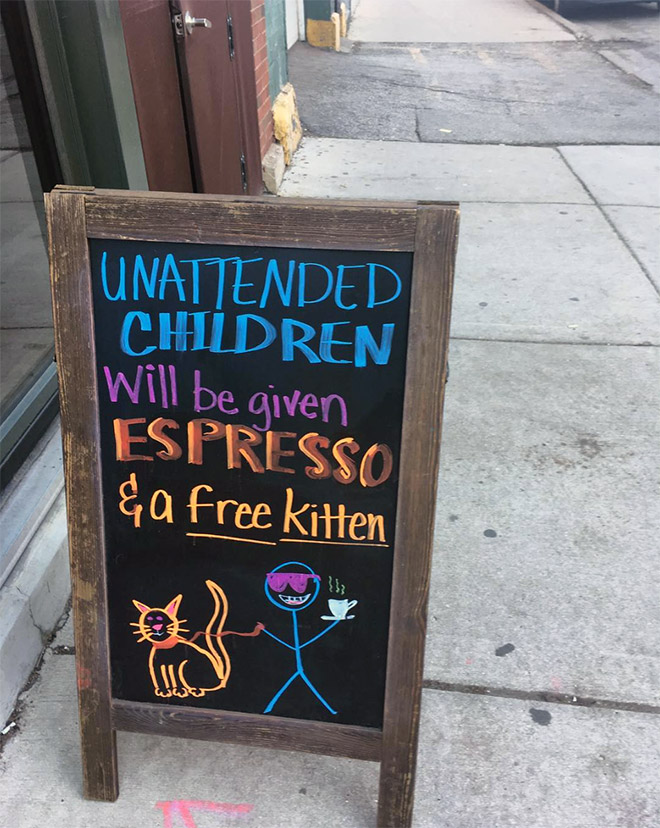 UNATTENDED
CHILDREN
Will be given
ESPRESSO
& a free kitten